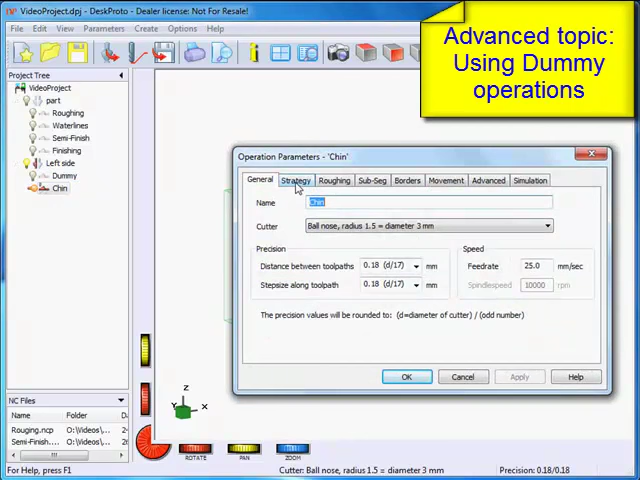 VideoProject.dpj - DeskProto - Dealer license: Not For Resale!
File Edit View Parameters Create Options Help
Advanced topic:
Using Dummy
operations
Project Tree
VideoProject
part
Roughing
Waterlines
Semi-Finish
Finishing
Left side
Dummy
Chin
Operation Parameters - 'Chin'
General Strategy Roughing Sub-Seg Borders Movement Advanced Simulation
Name Chin
Cutter Ball nose, radius 1.5 = diameter 3 mm
Precision Speed
Distance between toolpaths 0.18 (d/17) mm Feedrate 25.0 mm/sec
Stepsize along toolpath 0.18 (d/17) mm Spindlespeed 10000 rpm
The precision values will be rounded to: (d=diameter of cutter) / (odd number)
OK Cancel Apply Help
NC Files
Name Folder
Rouging.ncp O:\Videos\...
Semi-Finish... O:\Videos\...
Z
Y X
ROTATE PAN ZOOM
For Help, press F1 Cutter: Ball nose, radius 1.5 = diameter 3 mm Precision: 0.18/0.18